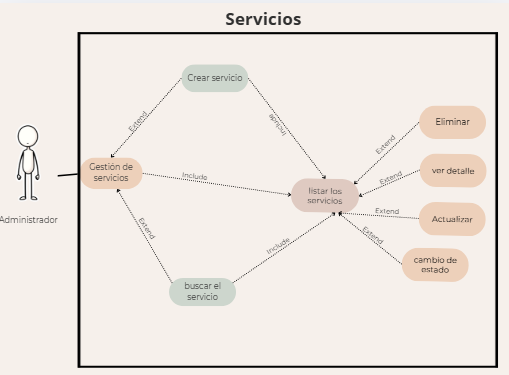 Servicios
Crear servicio
Extend
Include
Eliminar
Extend
Gestión de
servicios
Include
ver detalle
Extend
listar los
servicios
Administrador
Extend
Actualizar
Extend
Include
Extend
cambio de
estado
buscar el
servicio